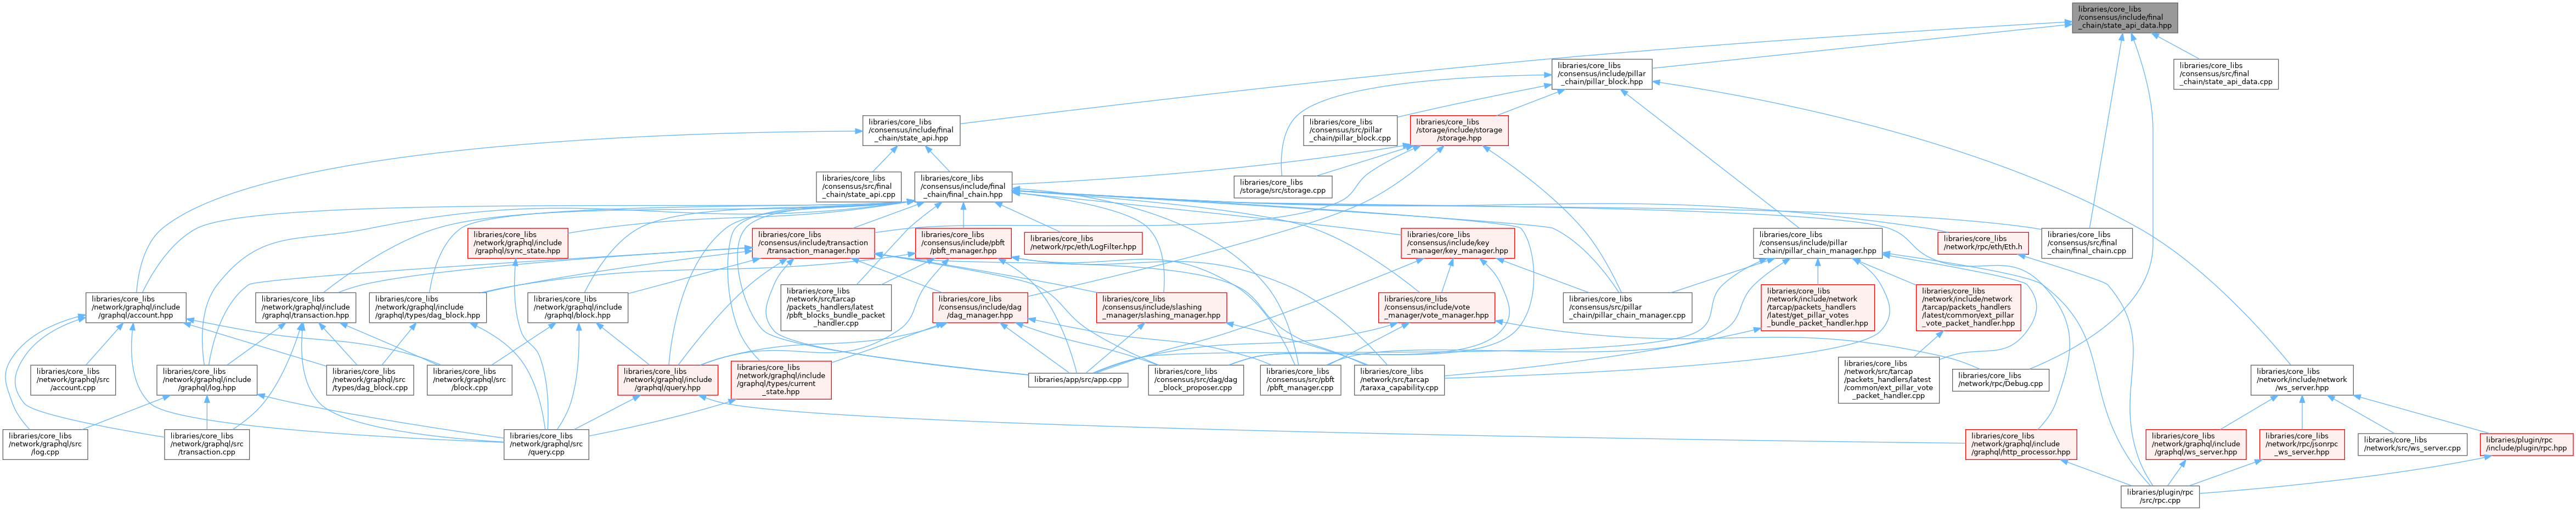 libraries/core_libs
/consensus/include/final
_chain/state_api_data.hpp
libraries/core_libs
/consensus/include/pillar
_chain/pillar_block.hpp
libraries/core_libs
/consensus/src/final
_chain/state_api_data.cpp
libraries/core_libs
/consensus/include/final
_chain/state_api.hpp
libraries/core_libs
/consensus/src/pillar
_chain/pillar_block.cpp
libraries/core_libs
/storage/include/storage
/storage.hpp
libraries/core_libs
/consensus/src/final
_chain/state_api.cpp
libraries/core_libs
/consensus/include/final
_chain/final_chain.hpp
libraries/core_libs
/storage/src/storage.cpp
libraries/core_libs
/network/graphql/include
/graphql/sync_state.hpp
libraries/core_libs
/consensus/include/transaction
_manager/transaction_manager.hpp
libraries/core_libs
/consensus/include/pbft
/pbft_manager.hpp
libraries/core_libs
/network/rpc/eth/LogFilter.hpp
libraries/core_libs
/consensus/include/key
_manager/key_manager.hpp
libraries/core_libs
/consensus/include/pillar
_chain/pillar_chain_manager.hpp
libraries/core_libs
/network/rpc/eth/Eth.h
libraries/core_libs
/consensus/src/final
_chain/final_chain.cpp
libraries/core_libs
/network/graphql/include
/graphql/account.hpp
libraries/core_libs
/network/graphql/include
/graphql/transaction.hpp
libraries/core_libs
/network/graphql/include
/graphql/types/dag_block.hpp
libraries/core_libs
/network/graphql/include
/graphql/block.hpp
libraries/core_libs
/network/src/tarcap
/packets_handlers/latest
/pbft_blocks_bundle_packet
_handler.cpp
libraries/core_libs
/consensus/include/dag
/dag_manager.hpp
libraries/core_libs
/consensus/include/slashing
_manager/slashing_manager.hpp
libraries/core_libs
/consensus/include/vote
_manager/vote_manager.hpp
libraries/core_libs
/consensus/src/pillar
_chain/pillar_chain_manager.cpp
libraries/core_libs
/network/include/network
/tarcap/packets_handlers
/latest/get_pillar_votes
_bundle_packet_handler.hpp
libraries/core_libs
/network/include/network
/tarcap/packets_handlers
/latest/common/ext_pillar
_vote_packet_handler.hpp
libraries/core_libs
/network/graphql/src
/account.cpp
libraries/core_libs
/network/graphql/include
/graphql/log.hpp
libraries/core_libs
/network/graphql/src
/types/dag_block.cpp
libraries/core_libs
/network/graphql/src
/block.cpp
libraries/core_libs
/network/graphql/include
/graphql/query.hpp
libraries/core_libs
/network/graphql/include
/graphql/types/current
_state.hpp
libraries/app/src/app.cpp
libraries/core_libs
/consensus/src/dag/dag
_block_proposer.cpp
libraries/core_libs
/consensus/src/pbft
/pbft_manager.cpp
libraries/core_libs
/network/src/tarcap
/taraxa_capability.cpp
libraries/core_libs
/network/src/tarcap
/packets_handlers/latest
/common/ext_pillar_vote
_packet_handler.cpp
libraries/core_libs
/network/rpc/Debug.cpp
libraries/core_libs
/network/include/network
/ws_server.hpp
libraries/core_libs
/network/graphql/src
/log.cpp
libraries/core_libs
/network/graphql/src
/transaction.cpp
libraries/core_libs
/network/graphql/src
/query.cpp
libraries/core_libs
/network/graphql/include
/graphql/http_processor.hpp
libraries/core_libs
/network/graphql/include
/graphql/ws_server.hpp
libraries/core_libs
/network/rpc/jsonrpc
_ws_server.hpp
libraries/core_libs
/network/src/ws_server.cpp
libraries/plugin/rpc
/include/plugin/rpc.hpp
libraries/plugin/rpc
/src/rpc.cpp